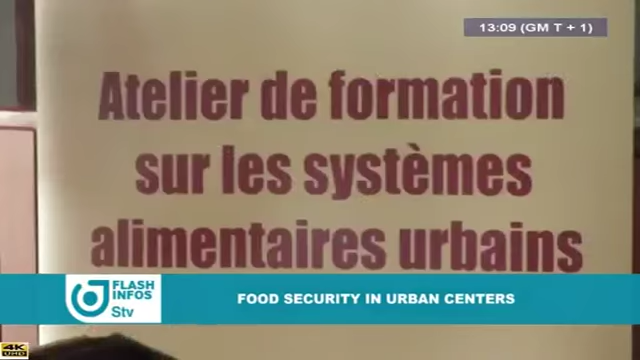 13:09 (GM T + 1)
Atelier de formation
sur les systèmes
alimentaires urbains
FLASH
INFOS
Stv
FOOD SECURITY IN URBAN CENTERS
4K
UHD